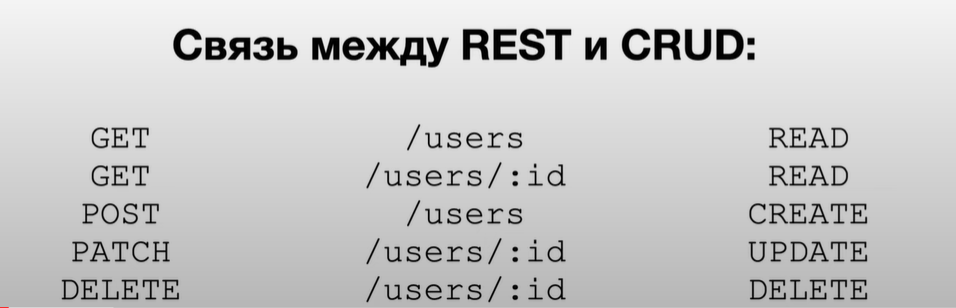 Связь между REST и CRUD:
GET /users READ
GET /users/:id READ
POST /users CREATE
PATCH /users/:id UPDATE
DELETE /users/:id DELETE